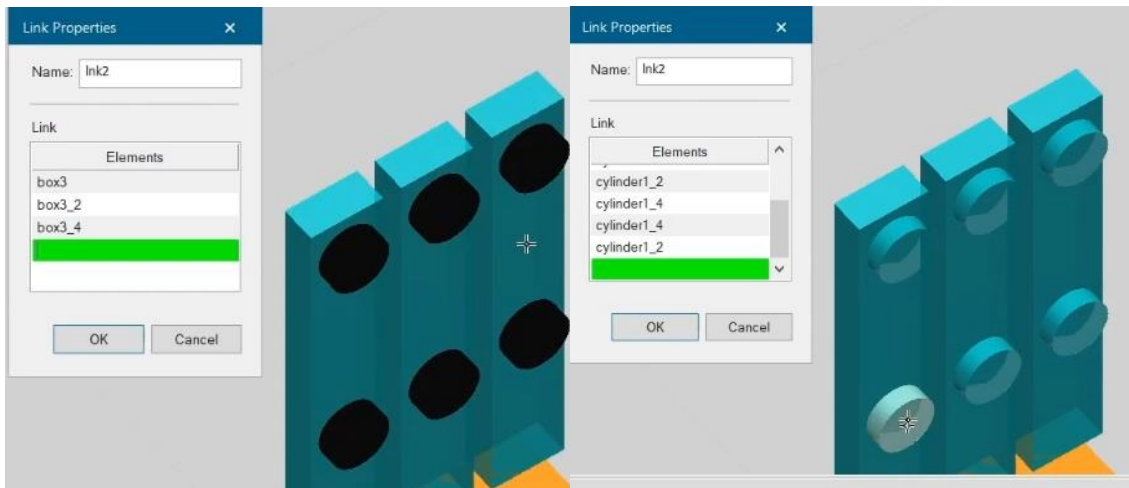 Link Properties ×
Name: lnk2
Link
Elements
box3
box3_2
box3_4
OK Cancel
Link Properties ×
Name: lnk2
Link
Elements
cylinder1_2
cylinder1_4
cylinder1_4
cylinder1_2
OK Cancel